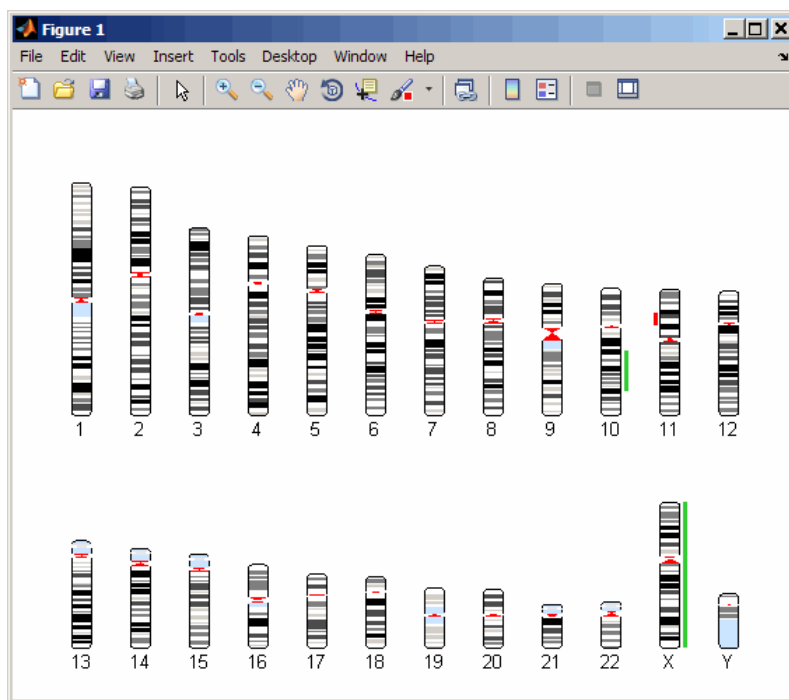 Figure 1
File Edit View Insert Tools Desktop Window Help
1 2 3 4 5 6 7 8 9 10 11 12
13 14 15 16 17 18 19 20 21 22 X Y